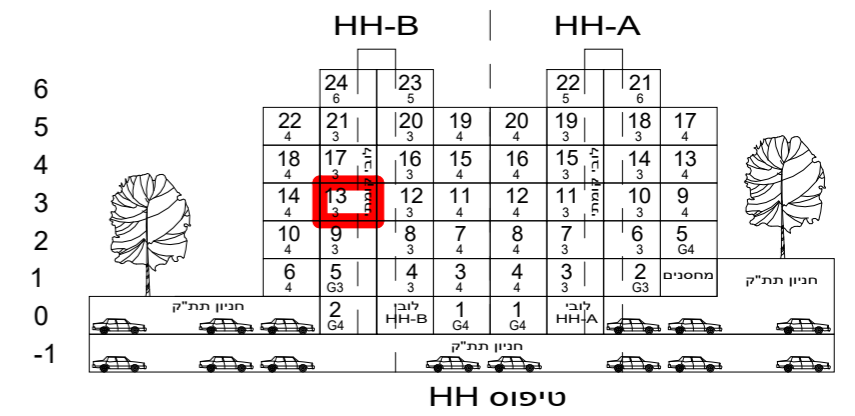 HH-B HH-A
6 24 23 22 21
6 5 5 6
5 22 21 20 19 20 19 18 17
4 3 3 4 4 3 3 4
4 18 17 16 15 16 15 14 13
4 3 3 4 4 3 3 4
לובי קומתי לובי קומתי
3 14 13 12 11 12 11 10 9
4 3 3 4 4 3 3 4
2 10 9 8 7 8 7 6 5
4 3 3 4 4 3 3 G4
1 6 5 4 3 4 3 2 מחסנים חניון תת"ק
4 G3 3 4 4 3 G3
0 חניון תת"ק 2 לובי HH-B 1 1 לובי HH-A
G4 G4 G4
-1 חניון תת"ק
טיפוס HH